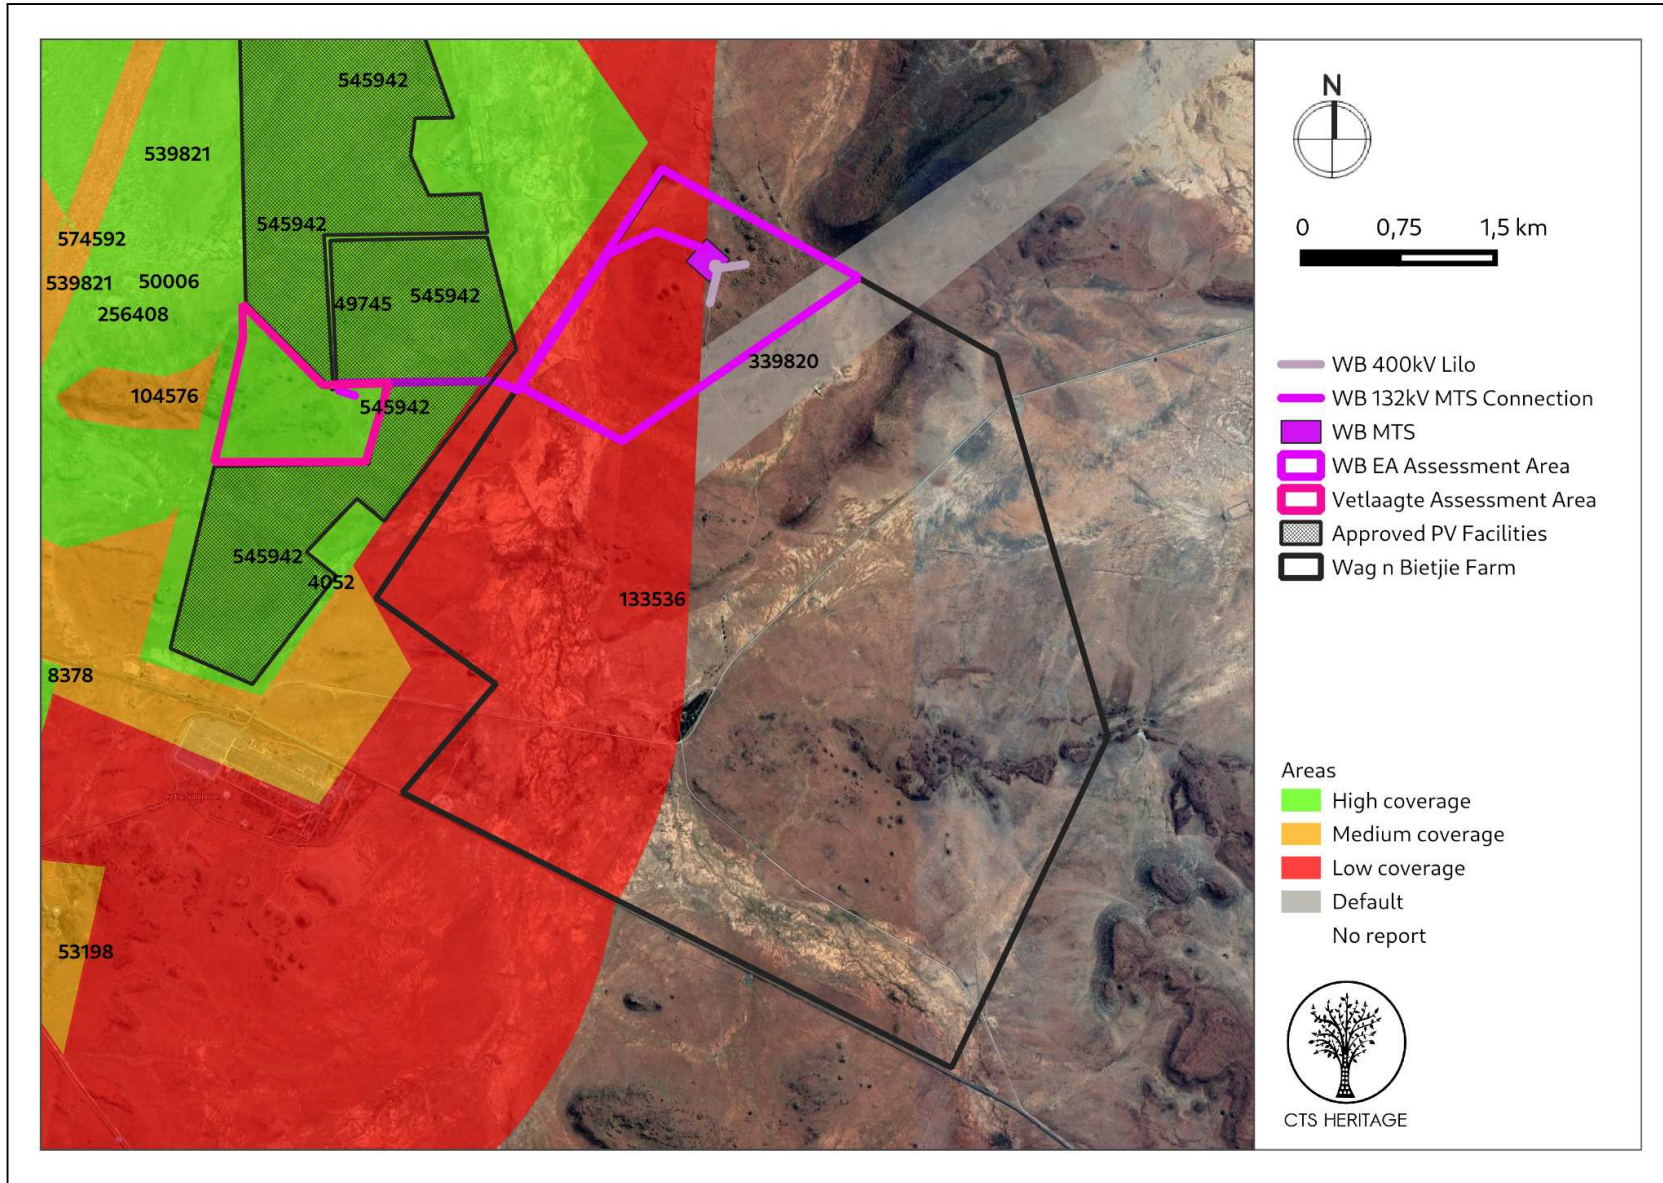 545942
539821
545942
574592
539821
50006
256408
49745
545942
339820
104576
545942
545942
4052
133536
8378
53198
N
0 0,75 1,5 km
WB 400kV Lilo
WB 132kV MTS Connection
WB MTS
WB EA Assessment Area
Vetlaagte Assessment Area
Approved PV Facilities
Wag n Bietjie Farm
Areas
High coverage
Medium coverage
Low coverage
Default
No report
CTS HERITAGE